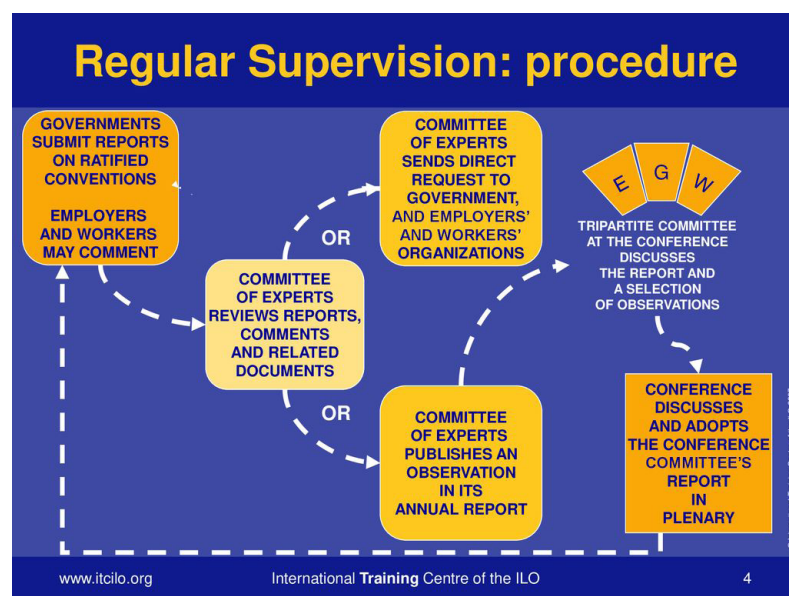 Regular Supervision: procedure
GOVERNMENTS
SUBMIT REPORTS
ON RATIFIED
CONVENTIONS
EMPLOYERS
AND WORKERS
MAY COMMENT
COMMITTEE
OF EXPERTS
REVIEWS REPORTS,
COMMENTS
AND RELATED
DOCUMENTS
OR
COMMITTEE
OF EXPERTS
SENDS DIRECT
REQUEST TO
GOVERNMENT,
AND EMPLOYERS’
AND WORKERS’
ORGANIZATIONS
OR
COMMITTEE
OF EXPERTS
PUBLISHES AN
OBSERVATION
IN ITS
ANNUAL REPORT
E G W
TRIPARTITE COMMITTEE
AT THE CONFERENCE
DISCUSSES
THE REPORT AND
A SELECTION
OF OBSERVATIONS
CONFERENCE
DISCUSSES
AND ADOPTS
THE CONFERENCE
COMMITTEE’S
REPORT
IN
PLENARY
www.itcilo.org
International Training Centre of the ILO
4